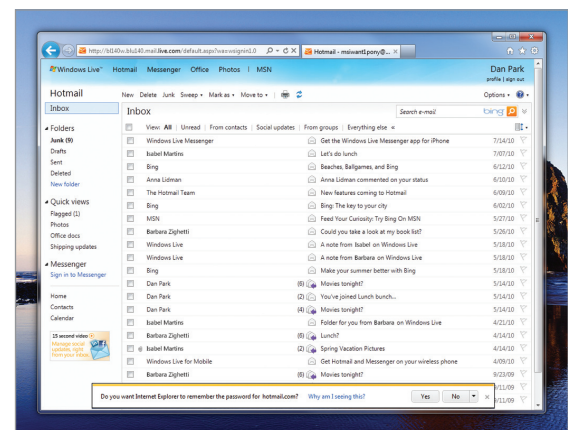 http://bl140w.blu140.mail.live.com/default.aspx?wa=wsignin1.0
Hotmail - msiwant1pony@...
Windows Live™ Hotmail Messenger Office Photos | MSN
Dan Park
profile | sign out
Hotmail
New Delete Junk Sweep Mark as Move to
Options
Inbox
Inbox
Search e-mail
bing
View: All | Unread | From contacts | Social updates | From groups | Everything else «
Folders
Junk (9)
Drafts
Sent
Deleted
New folder
Quick views
Flagged (1)
Photos
Office docs
Shipping updates
Messenger
Sign in to Messenger
Home
Contacts
Calendar
15 second video
Manage social
updates, right
from your inbox
Windows Live Messenger Get the Windows Live Messenger app for iPhone 7/14/10
Isabel Martins Let's do lunch 7/07/10
Bing Beaches, Ballgames, and Bing 6/12/10
Anna Lidman Anna Lidman commented on your status 6/10/10
The Hotmail Team New features coming to Hotmail 6/09/10
Bing Bing: The key to your city 6/02/10
MSN Feed Your Curiosity: Try Bing On MSN 5/27/10
Barbara Zighetti Could you take a look at my book list? 5/26/10
Windows Live A note from Isabel on Windows Live 5/18/10
Windows Live A note from Barbara on Windows Live 5/18/10
Bing Make your summer better with Bing 5/18/10
Dan Park (6) Movies tonight? 5/14/10
Dan Park (2) You've joined Lunch bunch... 5/14/10
Dan Park (4) Movies tonight? 5/14/10
Isabel Martins Folder for you from Barbara on Windows Live 4/21/10
Barbara Zighetti (6) Lunch? 4/14/10
Isabel Martins (2) Spring Vacation Pictures 4/14/10
Windows Live for Mobile Get Hotmail and Messenger on your wireless phone 4/09/10
Barbara Zighetti (6) Movies tonight? 9/23/09
Do you want Internet Explorer to remember the password for hotmail.com? Why am I seeing this? Yes No
/11/09
/11/09